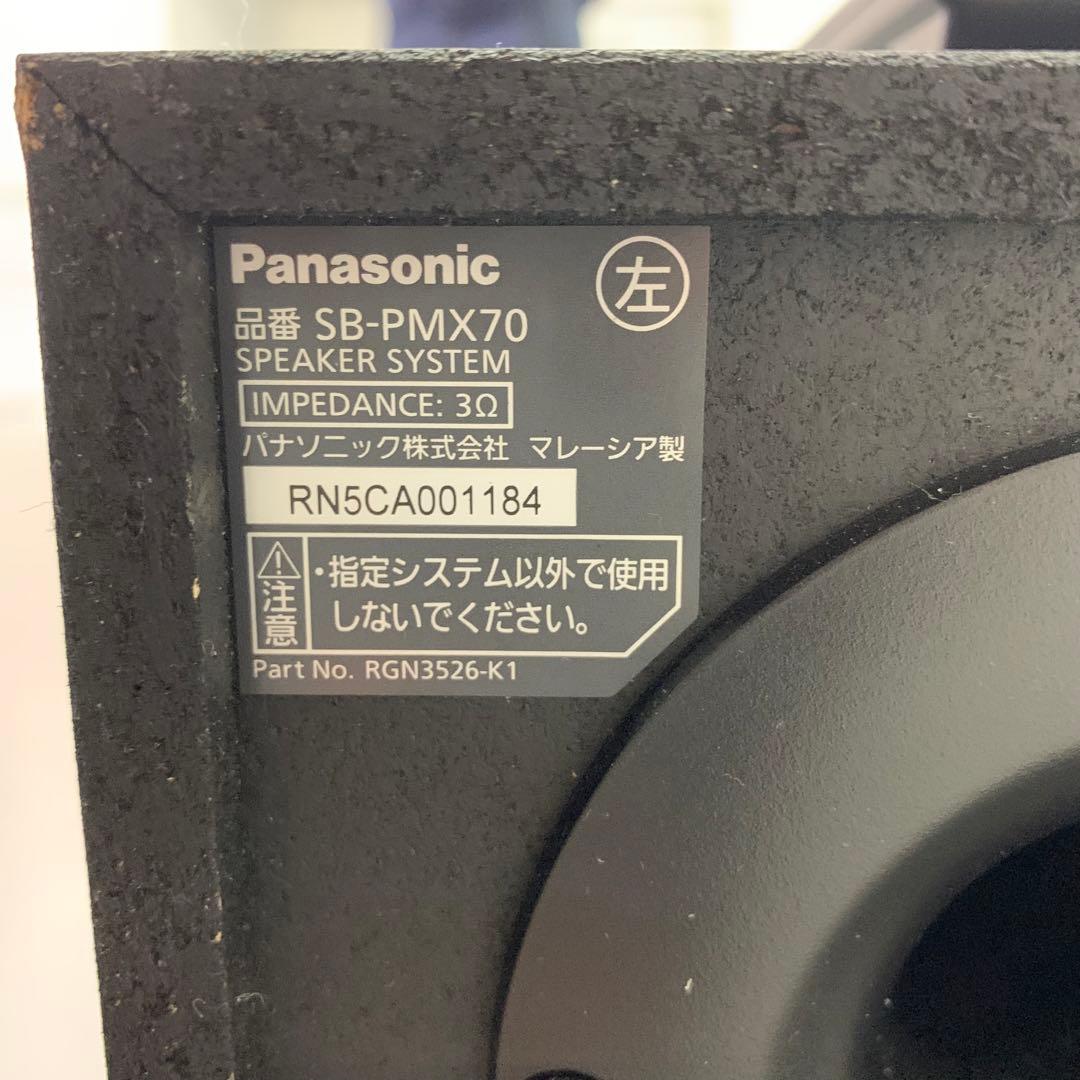 Panasonic
左
品番 SB-PMX70
SPEAKER SYSTEM
IMPEDANCE: 3Ω
パナソニック株式会社 マレーシア製
RN5CA001184
注意
・指定システム以外で使用
しないでください。
Part No. RGN3526-K1